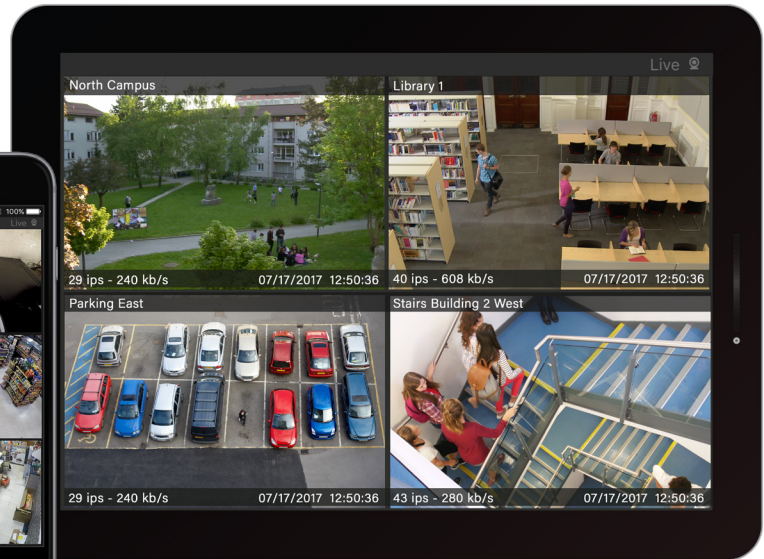 Live
North Campus
Library 1
29 ips - 240 kb/s
07/17/2017 12:50:36
40 ips - 608 kb/s
07/17/2017 12:50:36
Parking East
Stairs Building 2 West
29 ips - 240 kb/s
07/17/2017 12:50:36
43 ips - 280 kb/s
07/17/2017 12:50:36
100%
Live